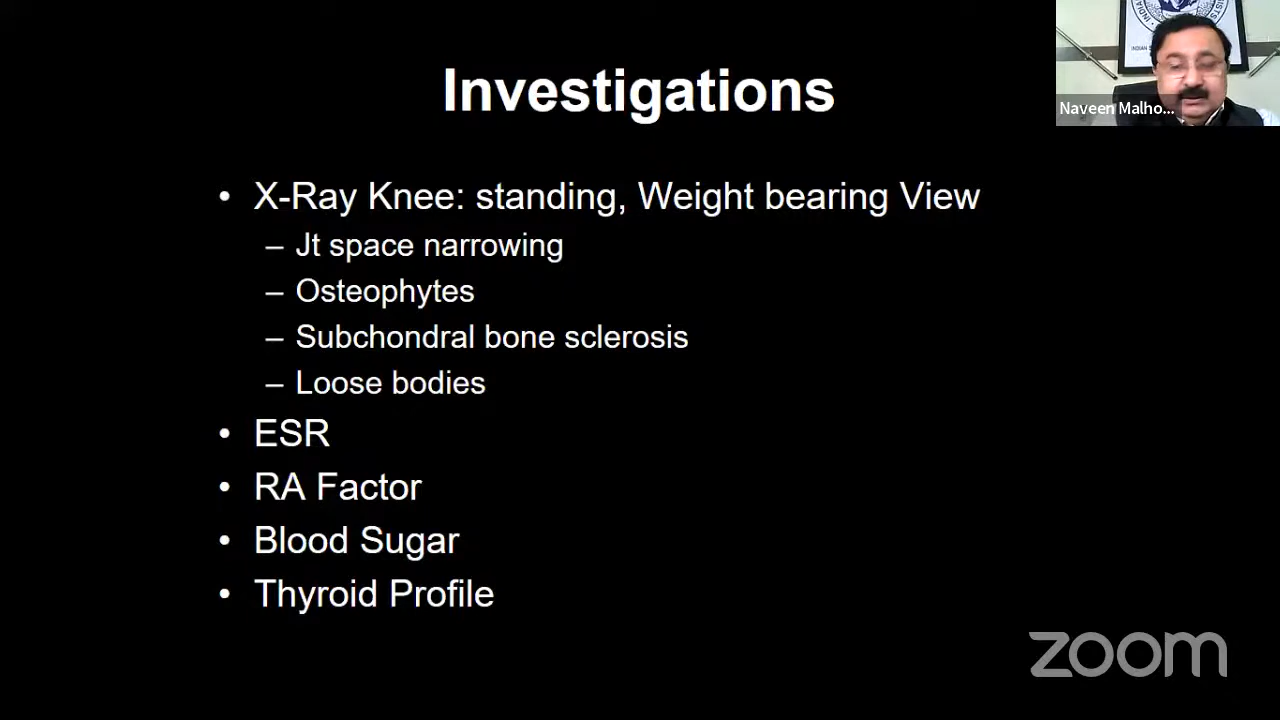 Investigations
• X-Ray Knee: standing, Weight bearing View
– Jt space narrowing
– Osteophytes
– Subchondral bone sclerosis
– Loose bodies
• ESR
• RA Factor
• Blood Sugar
• Thyroid Profile
Naveen Malho...
zoom